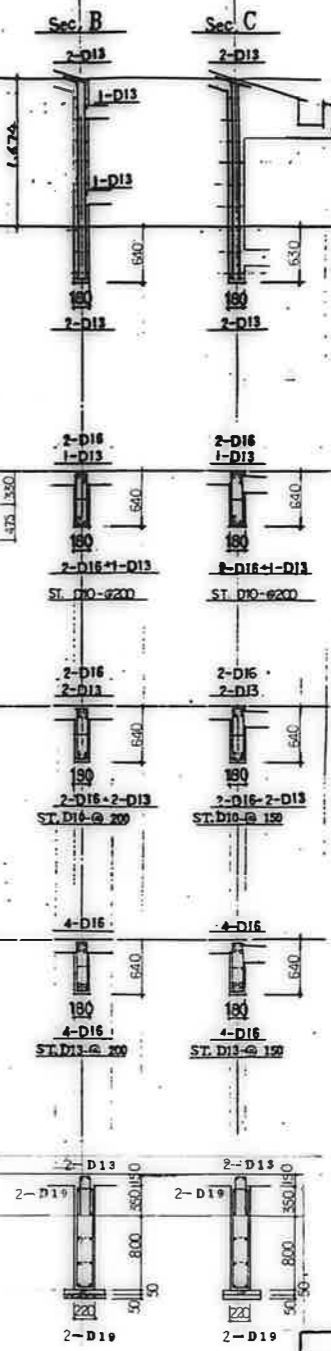 Sec. B Sec. C
2-D13 2-D13
1-D13
1-D13
640 630
180 180
2-D13 2-D13
2-D16 2-D16
1-D13 1-D13
475 330 640 640
180 180
2-D16+1-D13 2-D16+1-D13
ST. D10-@200 ST. D10-@200
2-D16 2-D16
2-D13 2-D13
640 640
180 180
2-D16+2-D13 2-D16-2-D13
ST. D10-@ 200 ST. D10-@ 150
4-D16 4-D16
640 640
180 180
4-D16 4-D16
ST. D13-@ 200 ST. D13-@ 150
2-D13 2-D13
2-D19 2-D19
350 150 350 150
800 800
50 50 50 50
220 220
2-D19 2-D19